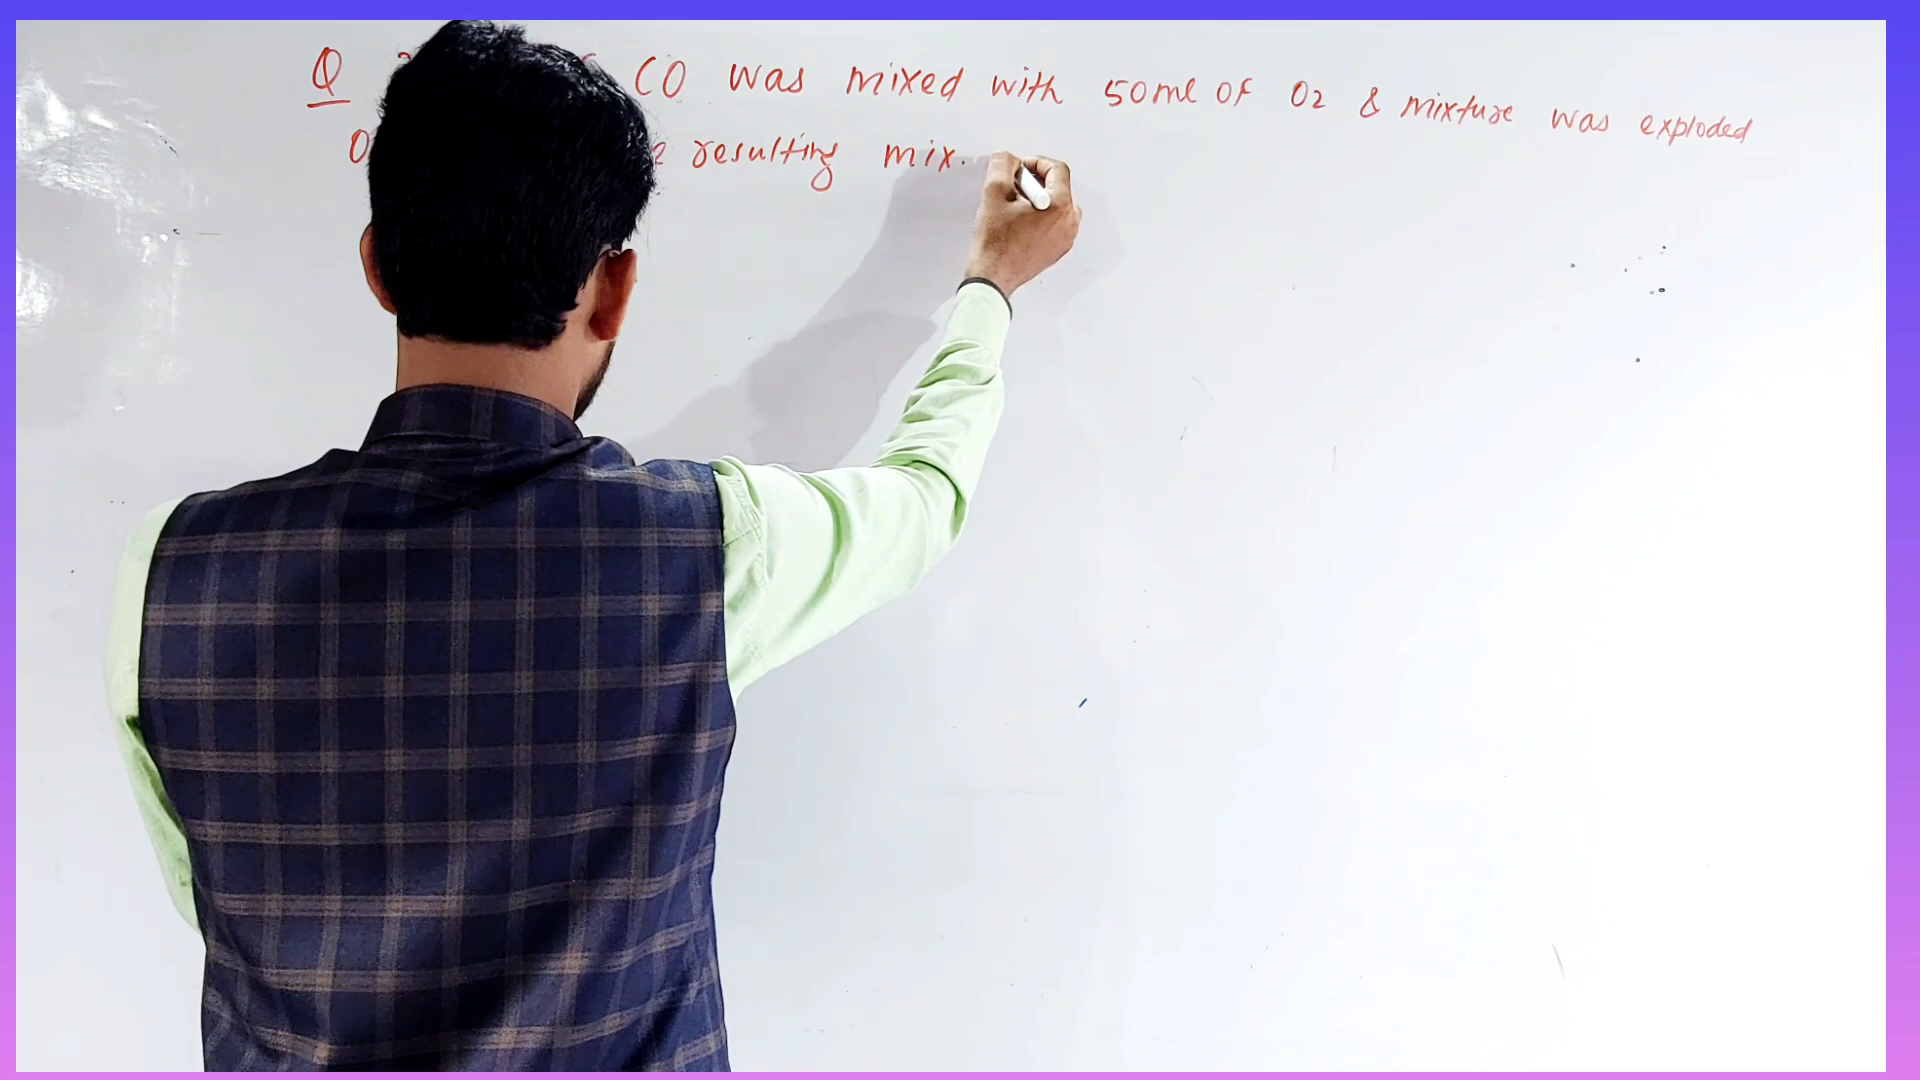 Q CO was mixed with 50ml of O2 & mixture was exploded
resulting mix.